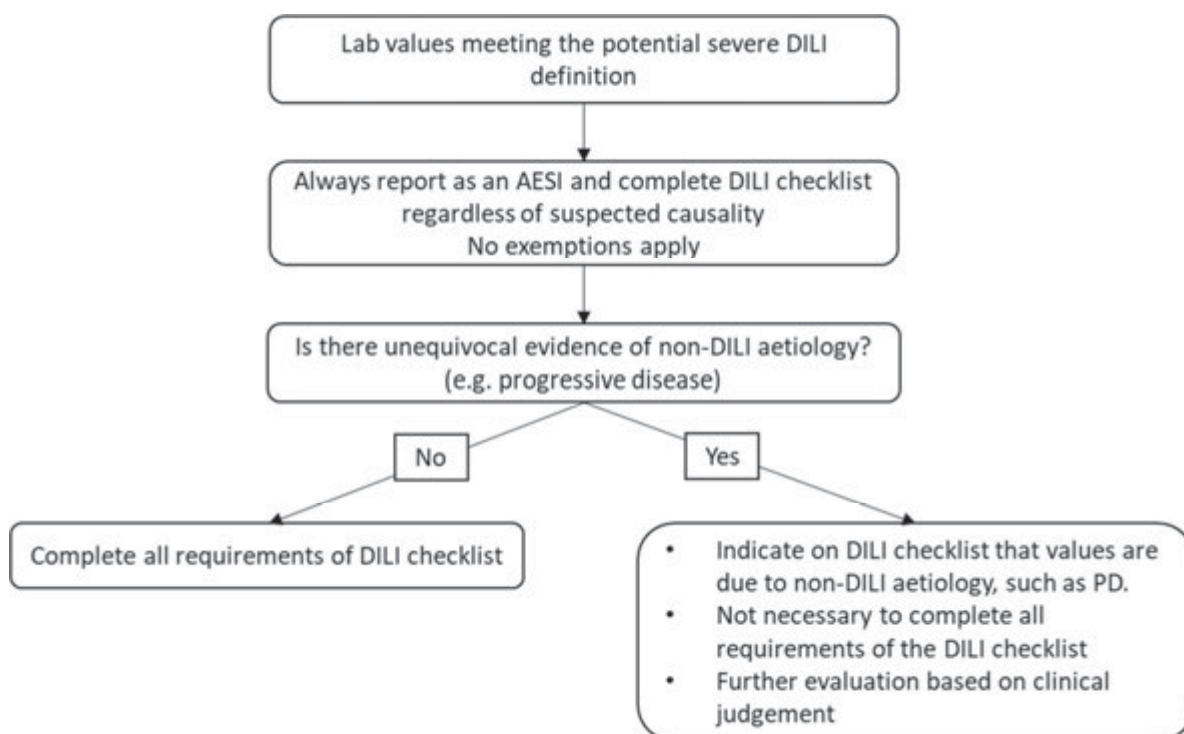 Lab values meeting the potential severe DILI
definition
Always report as an AESI and complete DILI checklist
regardless of suspected causality
No exemptions apply
Is there unequivocal evidence of non-DILI aetiology?
(e.g. progressive disease)
No
Yes
Complete all requirements of DILI checklist
• Indicate on DILI checklist that values are
due to non-DILI aetiology, such as PD.
• Not necessary to complete all
requirements of the DILI checklist
• Further evaluation based on clinical
judgement